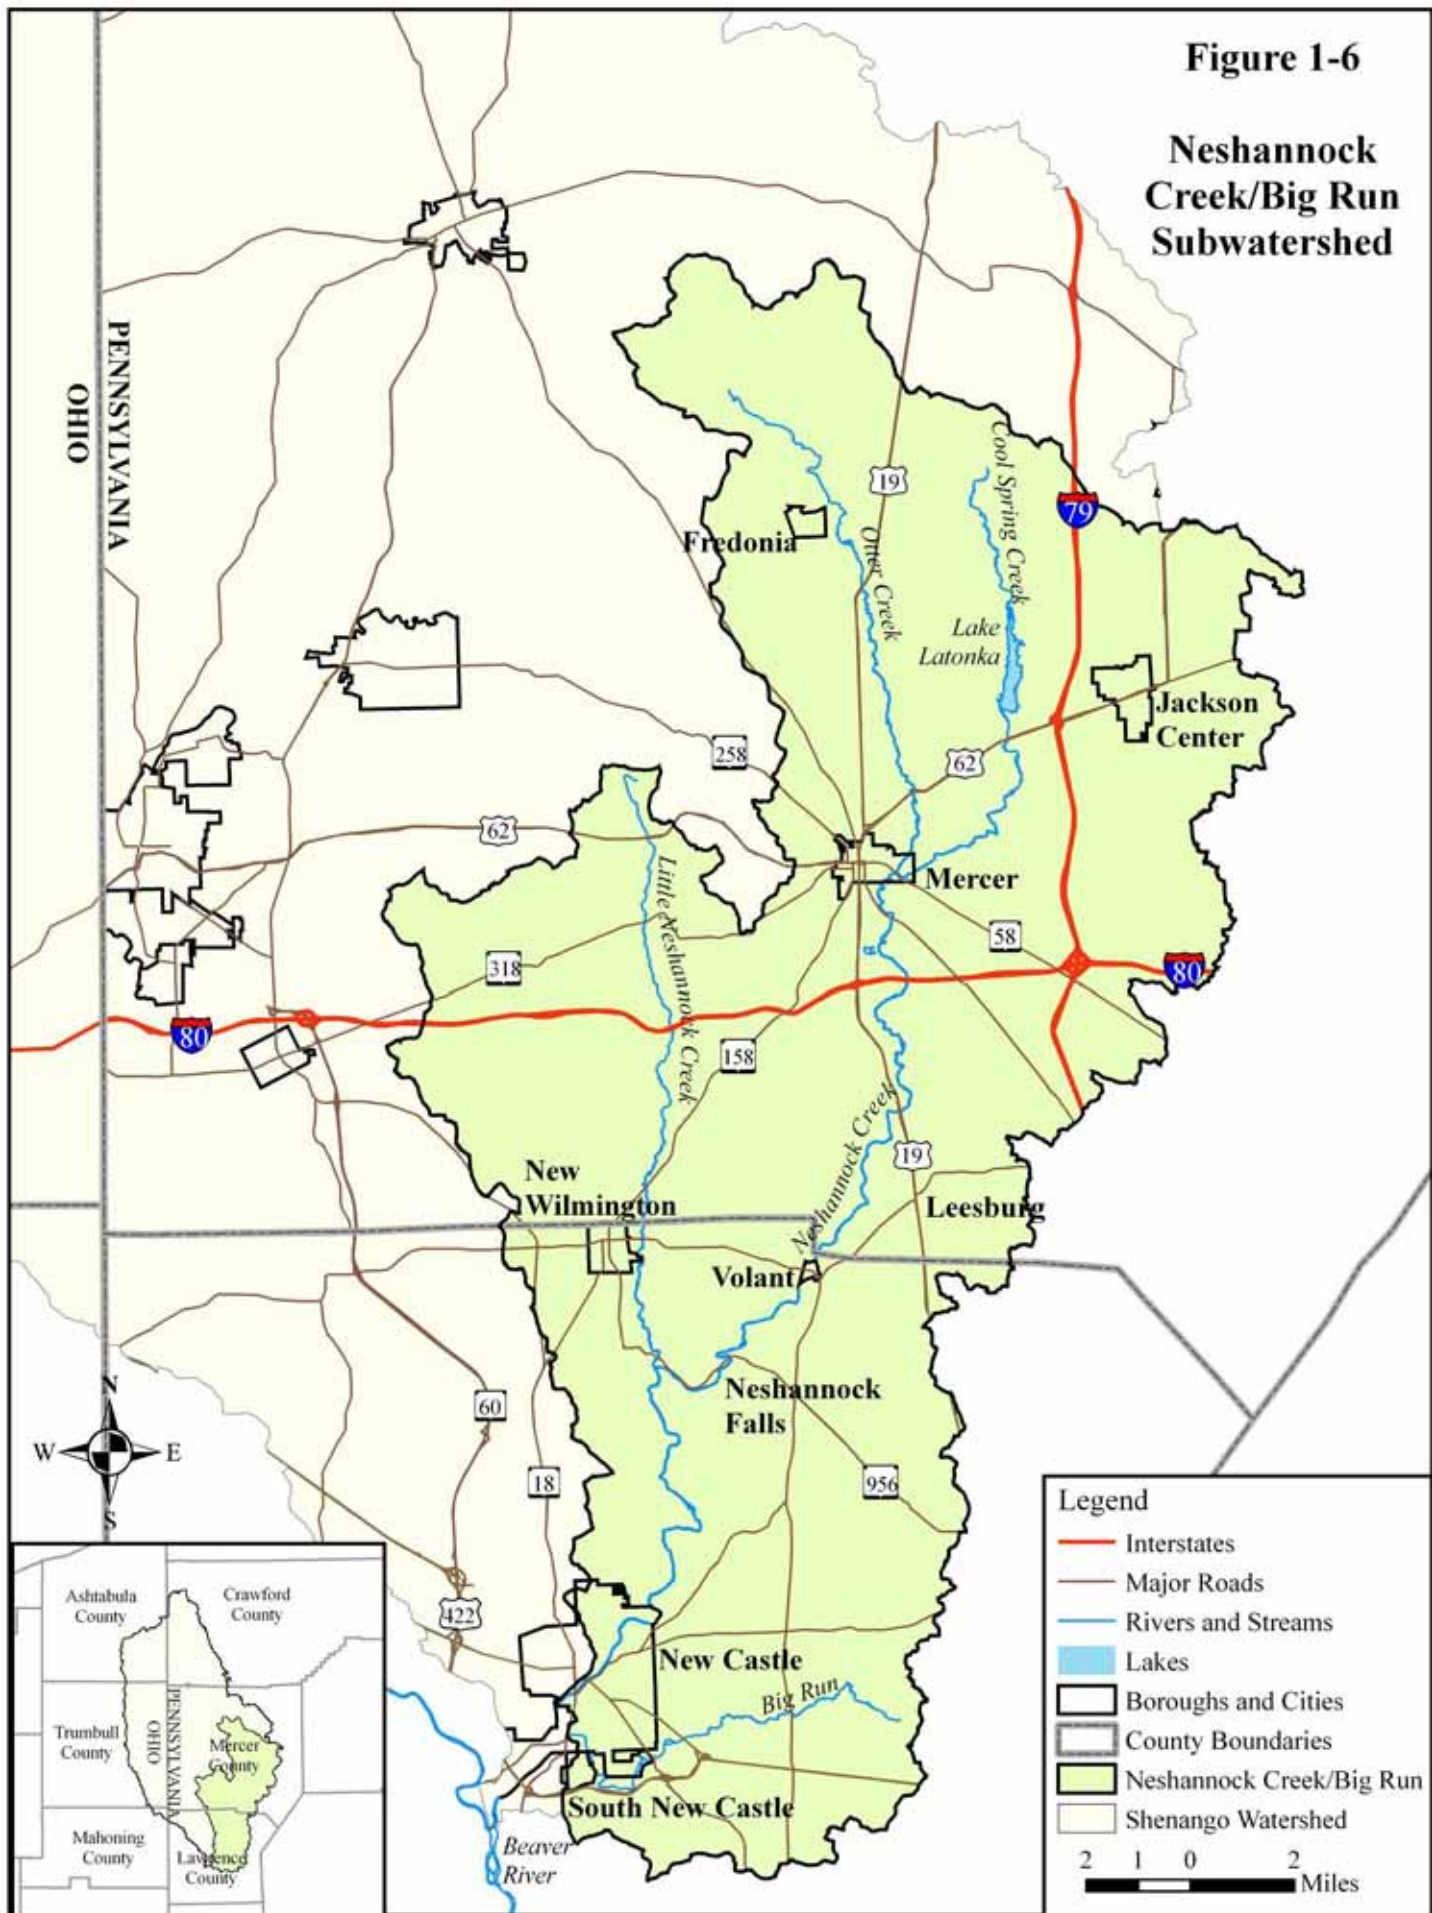 Figure 1-6
Neshannock
Creek/Big Run
Subwatershed
PENNSYLVANIA
OHIO
19
Cool Spring Creek
79
Fredonia
Otter Creek
Lake
Latonka
Jackson
Center
258
62
62
Little Neshannock Creek
Mercer
58
318
80
80
158
Neshannock Creek
19
New
Wilmington
Leesburg
Volant
Neshannock
Falls
60
N
W
E
S
18
956
422
New Castle
Big Run
South New Castle
Beaver
River
Ashtabula
County
Crawford
County
Trumbull
County
PENNSYLVANIA
OHIO
Mercer
County
Mahoning
County
Lawrence
County
Legend
Interstates
Major Roads
Rivers and Streams
Lakes
Boroughs and Cities
County Boundaries
Neshannock Creek/Big Run
Shenango Watershed
2 1 0 2
Miles